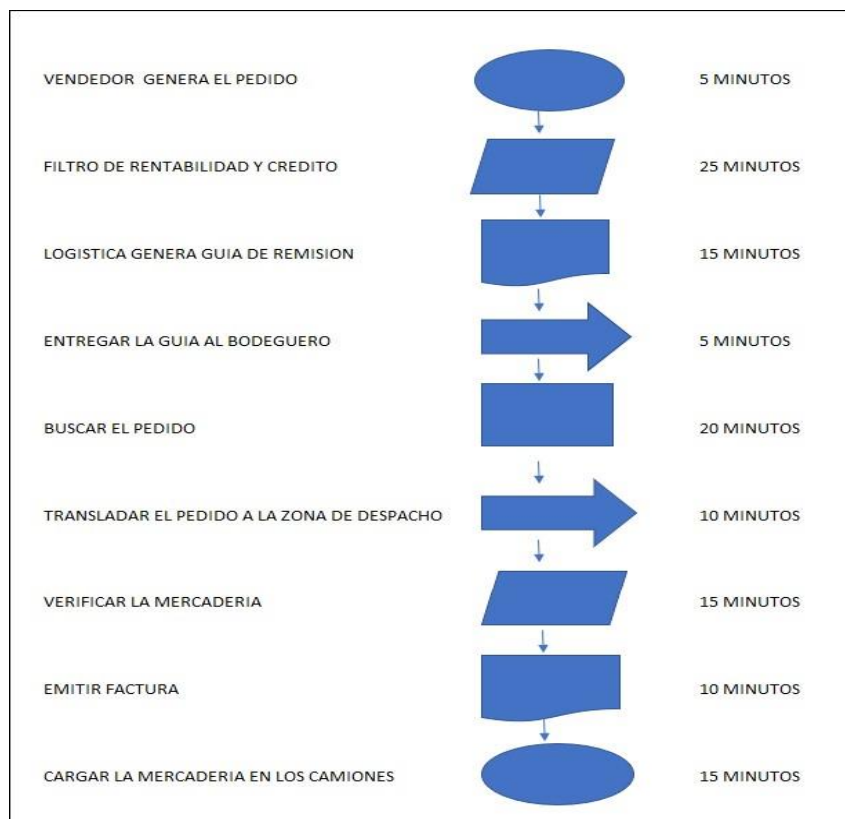 VENDEDOR GENERA EL PEDIDO 5 MINUTOS
FILTRO DE RENTABILIDAD Y CREDITO 25 MINUTOS
LOGISTICA GENERA GUIA DE REMISION 15 MINUTOS
ENTREGAR LA GUIA AL BODEGUERO 5 MINUTOS
BUSCAR EL PEDIDO 20 MINUTOS
TRANSLADAR EL PEDIDO A LA ZONA DE DESPACHO 10 MINUTOS
VERIFICAR LA MERCADERIA 15 MINUTOS
EMITIR FACTURA 10 MINUTOS
CARGAR LA MERCADERIA EN LOS CAMIONES 15 MINUTOS